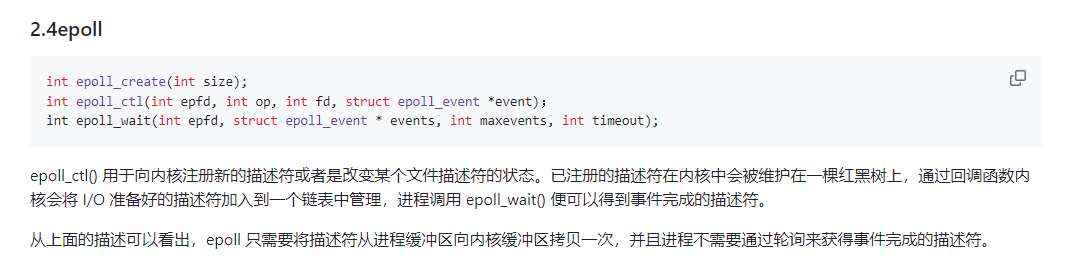 2.4epoll
int epoll_create(int size);
int epoll_ctl(int epfd, int op, int fd, struct epoll_event *event);
int epoll_wait(int epfd, struct epoll_event * events, int maxevents, int timeout);
epoll_ctl() 用于向内核注册新的描述符或者是改变某个文件描述符的状态。已注册的描述符在内核中会被维护在一棵红黑树上，通过回调函数内
核会将 I/O 准备好的描述符加入到一个链表中管理，进程调用 epoll_wait() 便可以得到事件完成的描述符。
从上面的描述可以看出，epoll 只需要将描述符从进程缓冲区向内核缓冲区拷贝一次，并且进程不需要通过轮询来获得事件完成的描述符。